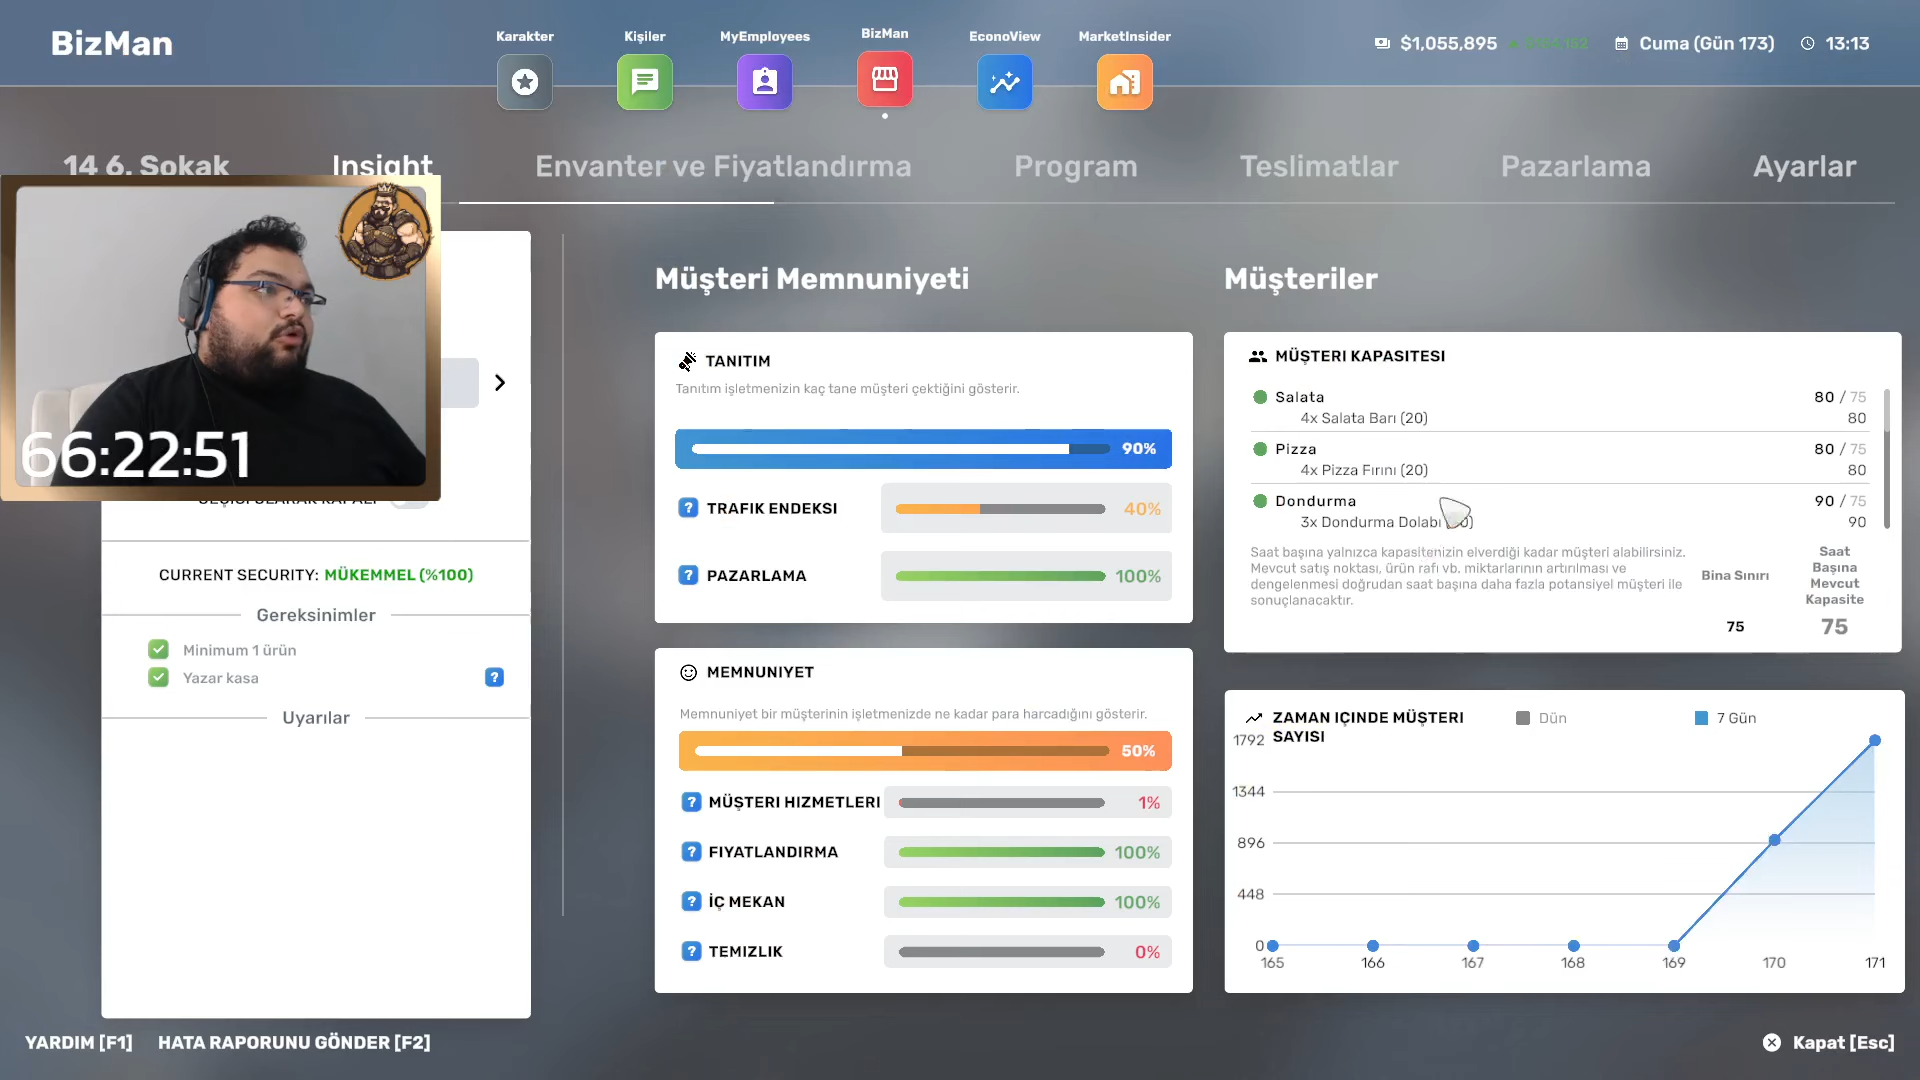 BizMan
Karakter
Kişiler
MyEmployees
BizMan
EconoView
MarketInsider
$1,055,895
Cuma (Gün 173)
13:13
14 6. Sokak
Insight
Envanter ve Fiyatlandırma
Program
Teslimatlar
Pazarlama
Ayarlar
66:22:51
CURRENT SECURITY: MÜKEMMEL (%100)
Gereksinimler
Minimum 1 ürün
Yazar kasa
?
Uyarılar
Müşteri Memnuniyeti
TANITIM
Tanıtım işletmenizin kaç tane müşteri çektiğini gösterir.
90%
? TRAFIK ENDEKSI 40%
? PAZARLAMA 100%
MEMNUNIYET
Memnuniyet bir müşterinin işletmenizde ne kadar para harcadığını gösterir.
50%
? MÜŞTERI HIZMETLERI 1%
? FIYATLANDIRMA 100%
? İÇ MEKAN 100%
? TEMIZLIK 0%
Müşteriler
MÜŞTERI KAPASITESI
Salata 80 / 75
4x Salata Barı (20) 80
Pizza 80 / 75
4x Pizza Fırını (20) 80
Dondurma 90 / 75
3x Dondurma Dolabı 90
Saat başına yalnızca kapasitenizin elverdiği kadar müşteri alabilirsiniz.
Mevcut satış noktası, ürün rafı vb. miktarlarının artırılması ve
dengelenmesi doğrudan saat başına daha fazla potansiyel müşteri ile
sonuçlanacaktır.
Bina Sınırı
75
Saat
Başına
Mevcut
Kapasite
75
ZAMAN IÇINDE MÜŞTERI
SAYISI
Dün
7 Gün
1792
1344
896
448
0
165 166 167 168 169 170 171
YARDIM [F1]
HATA RAPORUNU GÖNDER [F2]
Kapat [Esc]